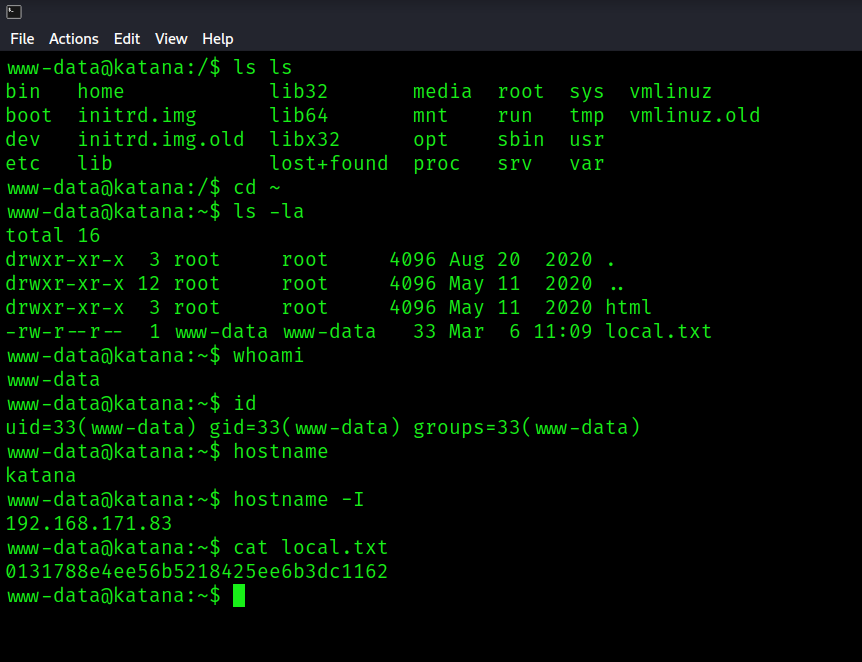 File Actions Edit View Help
www-data@katana:/$ ls ls
bin   home            lib32       media  root  sys  vmlinuz
boot  initrd.img      lib64       mnt    run   tmp  vmlinuz.old
dev   initrd.img.old  libx32      opt    sbin  usr
etc   lib             lost+found  proc   srv   var
www-data@katana:/$ cd ~
www-data@katana:~$ ls -la
total 16
drwxr-xr-x  3 root     root     4096 Aug 20  2020 .
drwxr-xr-x 12 root     root     4096 May 11  2020 ..
drwxr-xr-x  3 root     root     4096 May 11  2020 html
-rw-r--r--  1 www-data www-data   33 Mar  6 11:09 local.txt
www-data@katana:~$ whoami
www-data
www-data@katana:~$ id
uid=33(www-data) gid=33(www-data) groups=33(www-data)
www-data@katana:~$ hostname
katana
www-data@katana:~$ hostname -I
192.168.171.83
www-data@katana:~$ cat local.txt
0131788e4ee56b5218425ee6b3dc1162
www-data@katana:~$